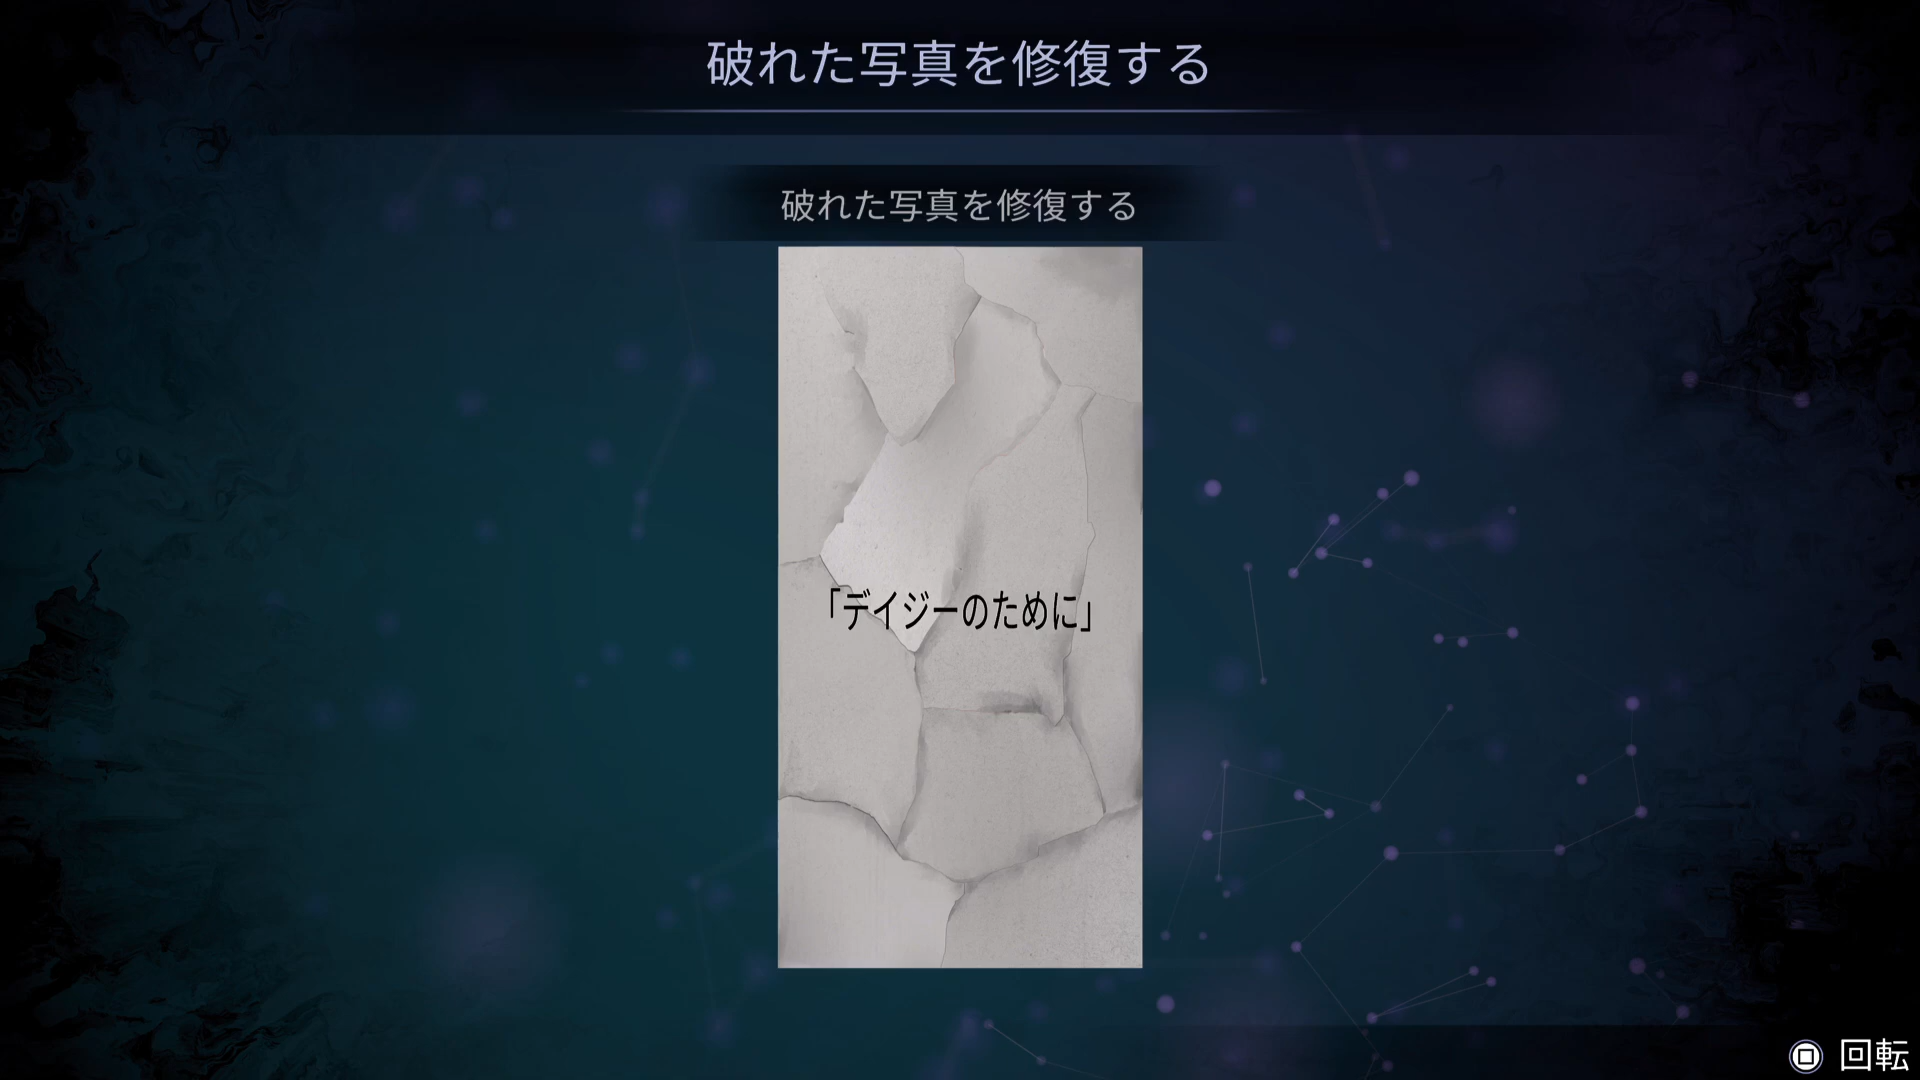 破れた写真を修復する
破れた写真を修復する
「デイジーのために」
回転